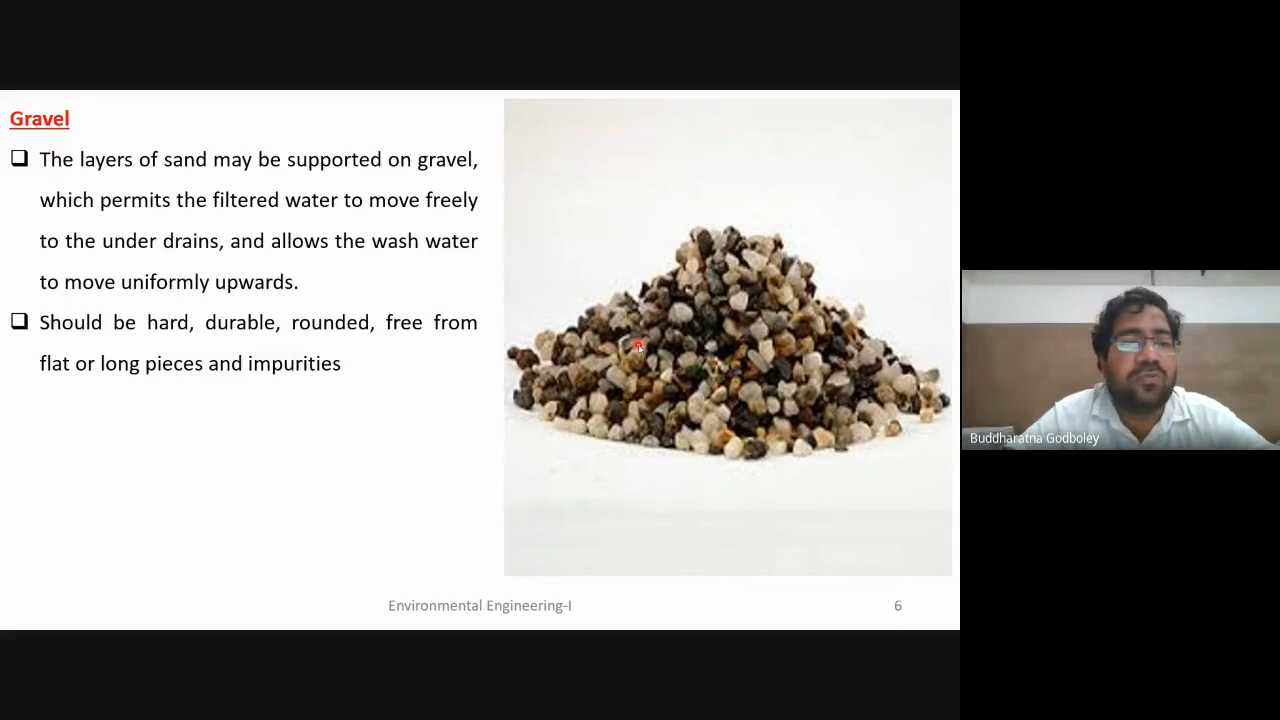 Gravel
The layers of sand may be supported on gravel,
which permits the filtered water to move freely
to the under drains, and allows the wash water
to move uniformly upwards.
Should be hard, durable, rounded, free from
flat or long pieces and impurities
Environmental Engineering-I
6
Buddharatna Godboley